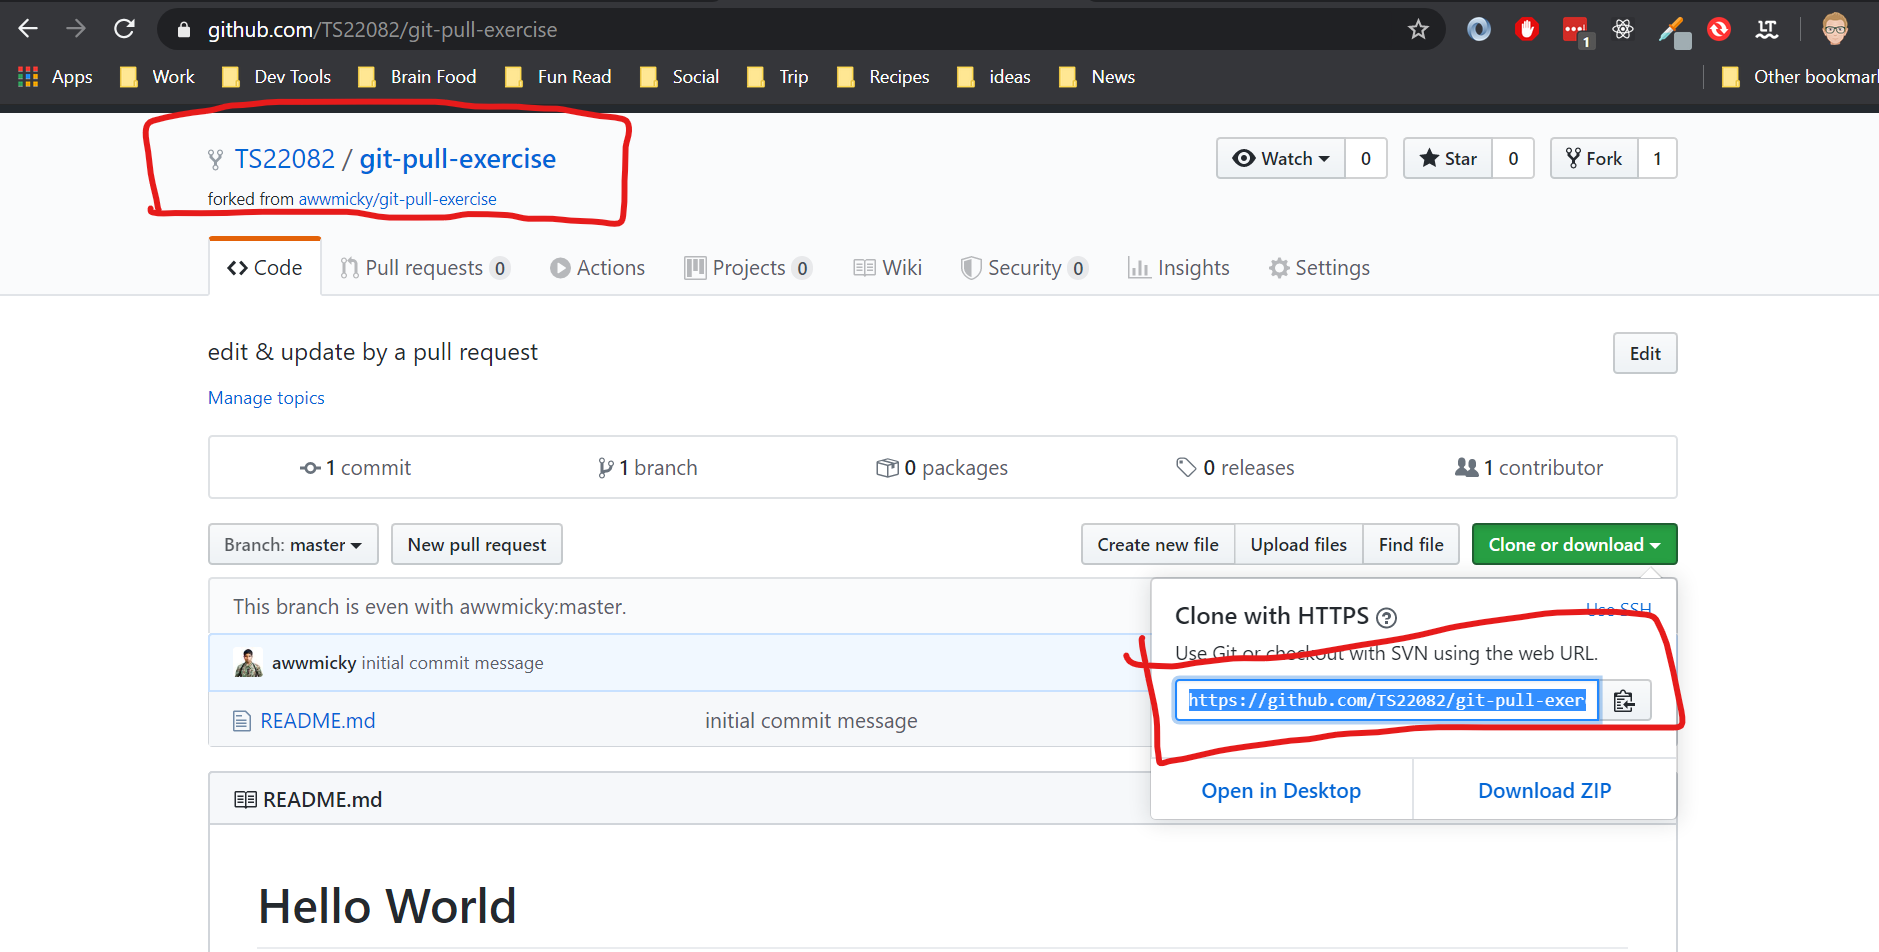 github.com/TS22082/git-pull-exercise
1
LT
Apps Work Dev Tools Brain Food Fun Read Social Trip Recipes ideas News Other bookmar
TS22082 / git-pull-exercise
Watch 0 Star 0 Fork 1
forked from awwmicky/git-pull-exercise
Code Pull requests 0 Actions Projects 0 Wiki Security 0 Insights Settings
edit & update by a pull request
Edit
Manage topics
1 commit 1 branch 0 packages 0 releases 1 contributor
Branch: master New pull request Create new file Upload files Find file Clone or download
This branch is even with awwmicky:master.
Clone with HTTPS ? Use SSH
Use Git or checkout with SVN using the web URL.
awwmicky initial commit message
https://github.com/TS22082/git-pull-exer
README.md initial commit message
Open in Desktop Download ZIP
README.md
Hello World